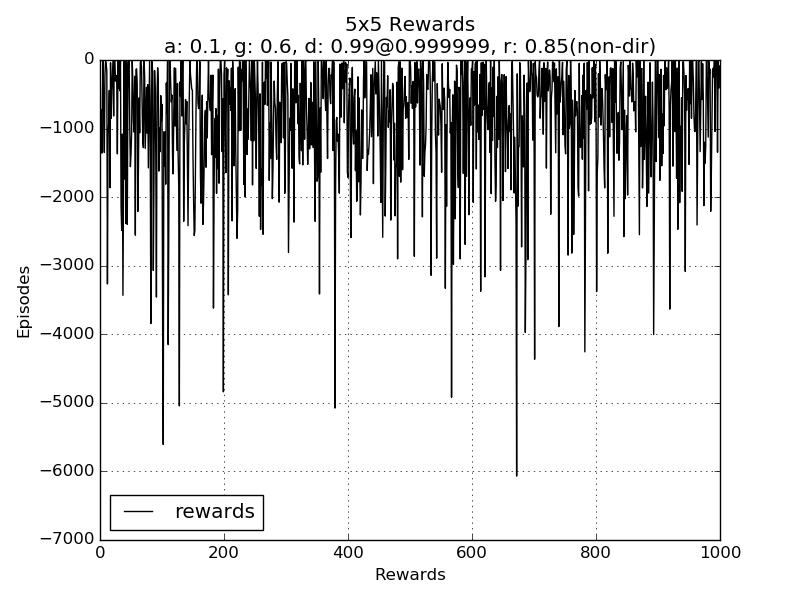 5x5 Rewards
a: 0.1, g: 0.6, d: 0.99@0.999999, r: 0.85(non-dir)
0
−1000
−2000
−3000
−4000
−5000
−6000
−7000
Episodes
rewards
0 200 400 600 800 1000
Rewards